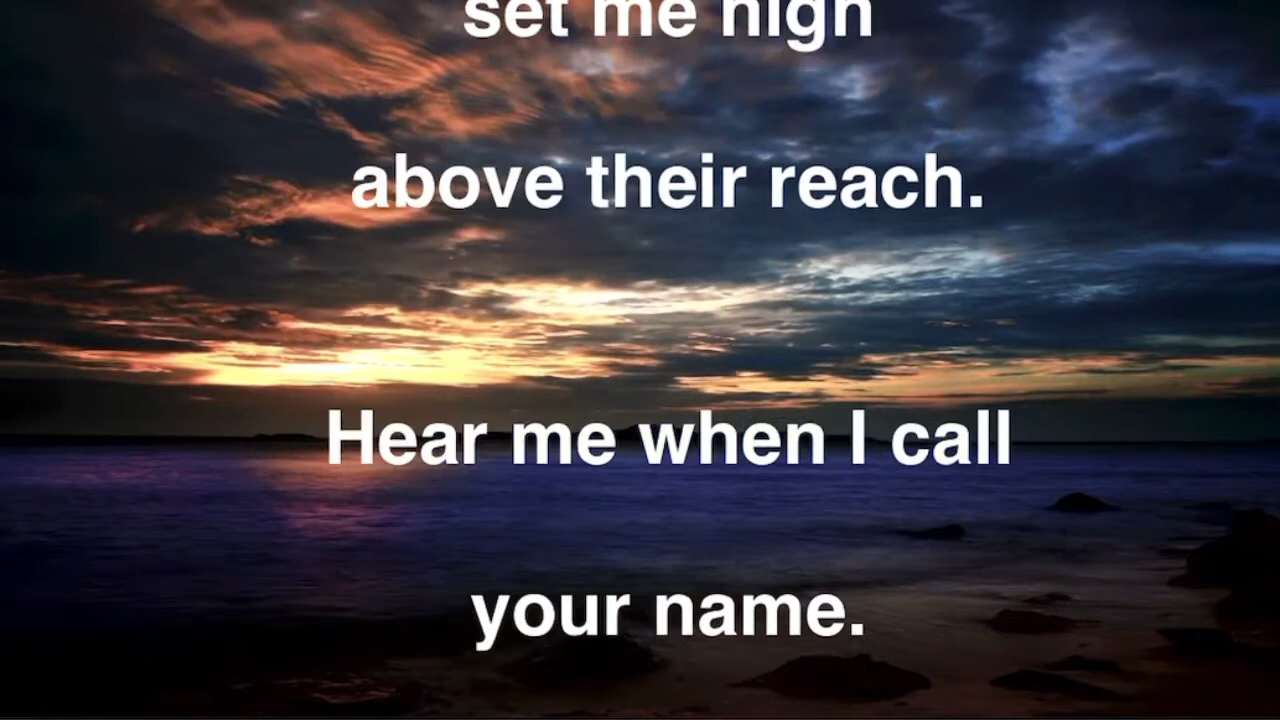 set me high
above their reach.
Hear me when I call
your name.